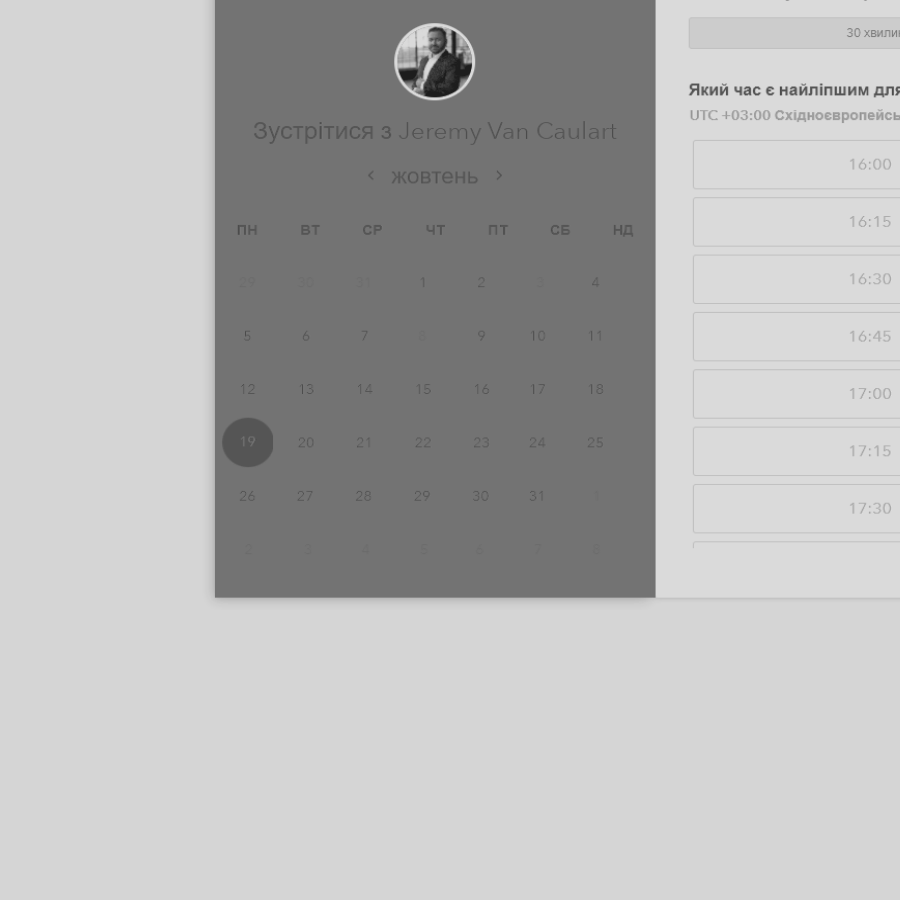 30
Зустрітися з Jeremy Van Caulart
жовтень
ПН ВТ СР ЧТ ПТ СБ НД
29 30 31 1 2 3 4
5 6 7 8 9 10 11
12 13 14 15 16 17 18
19 20 21 22 23 24 25
26 27 28 29 30 31 1
2 3 4 5 6 7 8
Який час є найліпшим
UTC +03:00
16:00
16:15
16:30
16:45
17:00
17:15
17:30